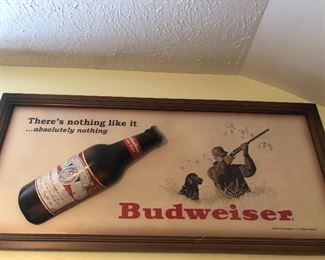 There's nothing like it
...absolutely nothing
Budweiser